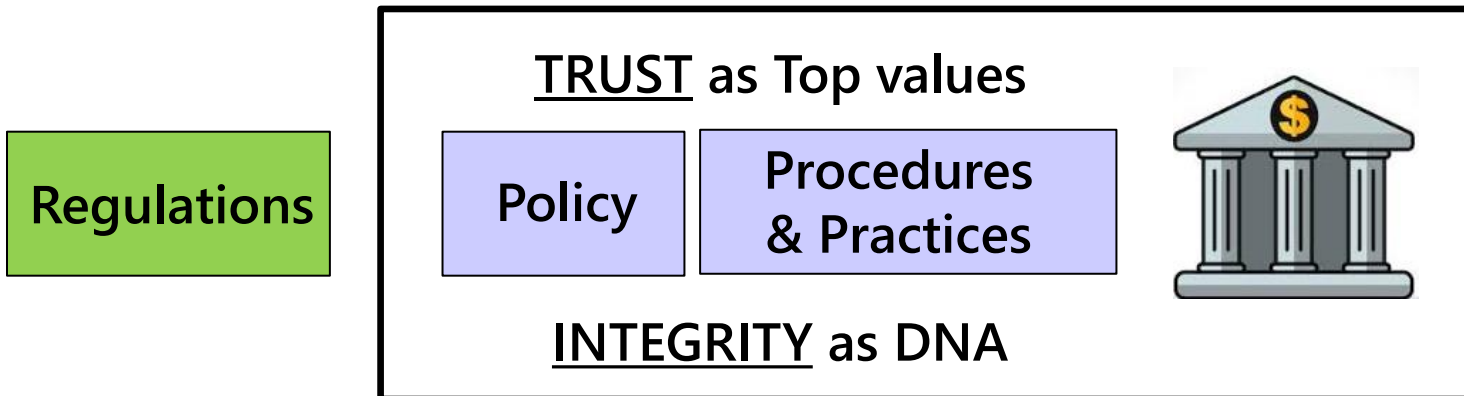 TRUST as Top values
Regulations
Policy
Procedures
& Practices
$
INTEGRITY as DNA